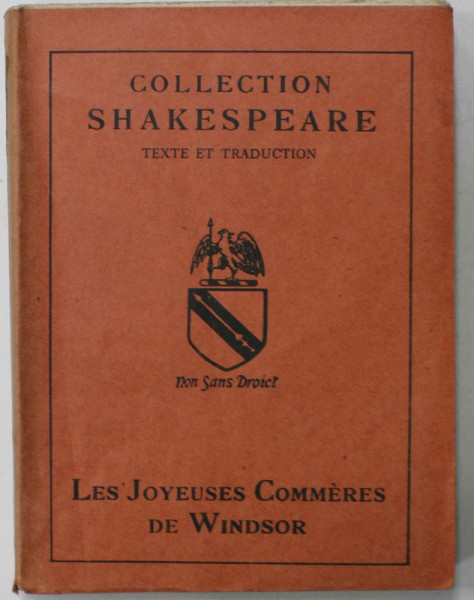 COLLECTION
SHAKESPEARE
TEXTE ET TRADUCTION
Non Sans Droict
LES JOYEUSES COMMÈRES
DE WINDSOR